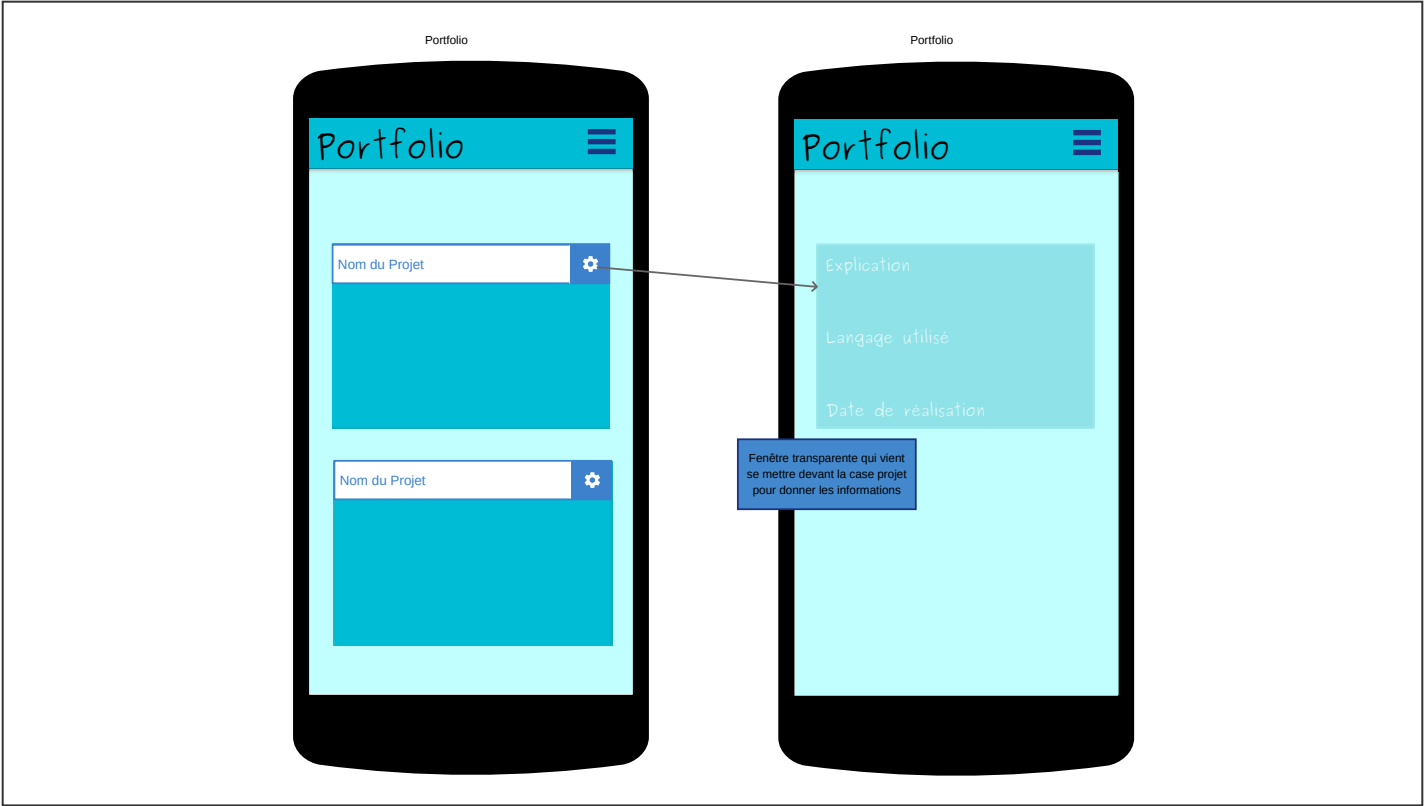 Portfolio
Portfolio
Nom du Projet
Nom du Projet
Portfolio
Portfolio
Explication
Langage utilisé
Date de réalisation
Fenêtre transparente qui vient
se mettre devant la case projet
pour donner les informations